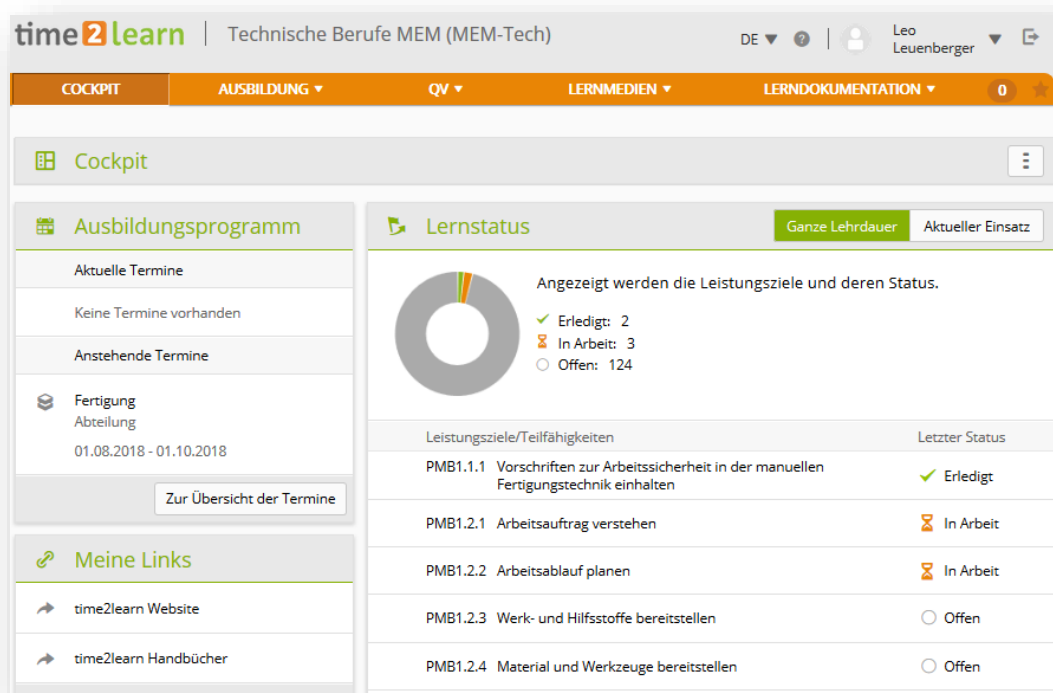 time2learn | Technische Berufe MEM (MEM-Tech)
DE
Leo
Leuenberger
COCKPIT AUSBILDUNG QV LERNMEDIEN LERNDOKUMENTATION 0
Cockpit
Ausbildungsprogramm
Aktuelle Termine
Keine Termine vorhanden
Anstehende Termine
Fertigung
Abteilung
01.08.2018 - 01.10.2018
Zur Übersicht der Termine
Meine Links
time2learn Website
time2learn Handbücher
Lernstatus
Ganze Lehrdauer Aktueller Einsatz
Angezeigt werden die Leistungsziele und deren Status.
Erledigt: 2
In Arbeit: 3
Offen: 124
Leistungsziele/Teilfähigkeiten Letzter Status
PMB1.1.1 Vorschriften zur Arbeitssicherheit in der manuellen
Fertigungstechnik einhalten Erledigt
PMB1.2.1 Arbeitsauftrag verstehen In Arbeit
PMB1.2.2 Arbeitsablauf planen In Arbeit
PMB1.2.3 Werk- und Hilfsstoffe bereitstellen Offen
PMB1.2.4 Material und Werkzeuge bereitstellen Offen